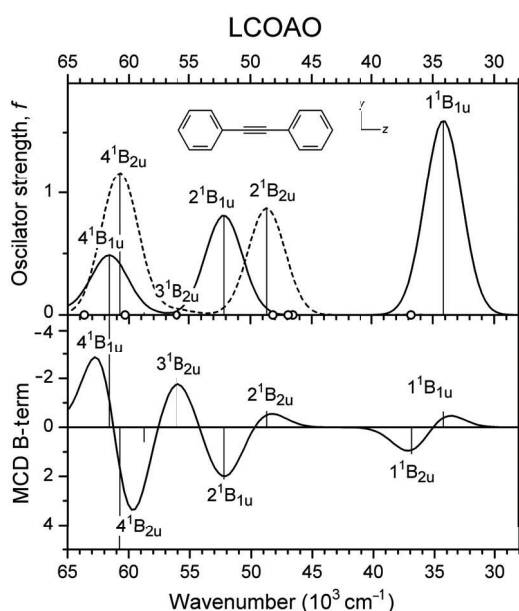 LCOAO
65 60 55 50 45 40 35 30
Oscilator strength, f
1
0
y
z
4¹B2u
4¹B1u
3¹B2u
2¹B1u
2¹B2u
1¹B1u
MCD B-term
-4
-2
0
2
4
4¹B1u
3¹B2u
2¹B2u
1¹B1u
4¹B2u
2¹B1u
1¹B2u
65 60 55 50 45 40 35 30
Wavenumber (10³ cm⁻¹)